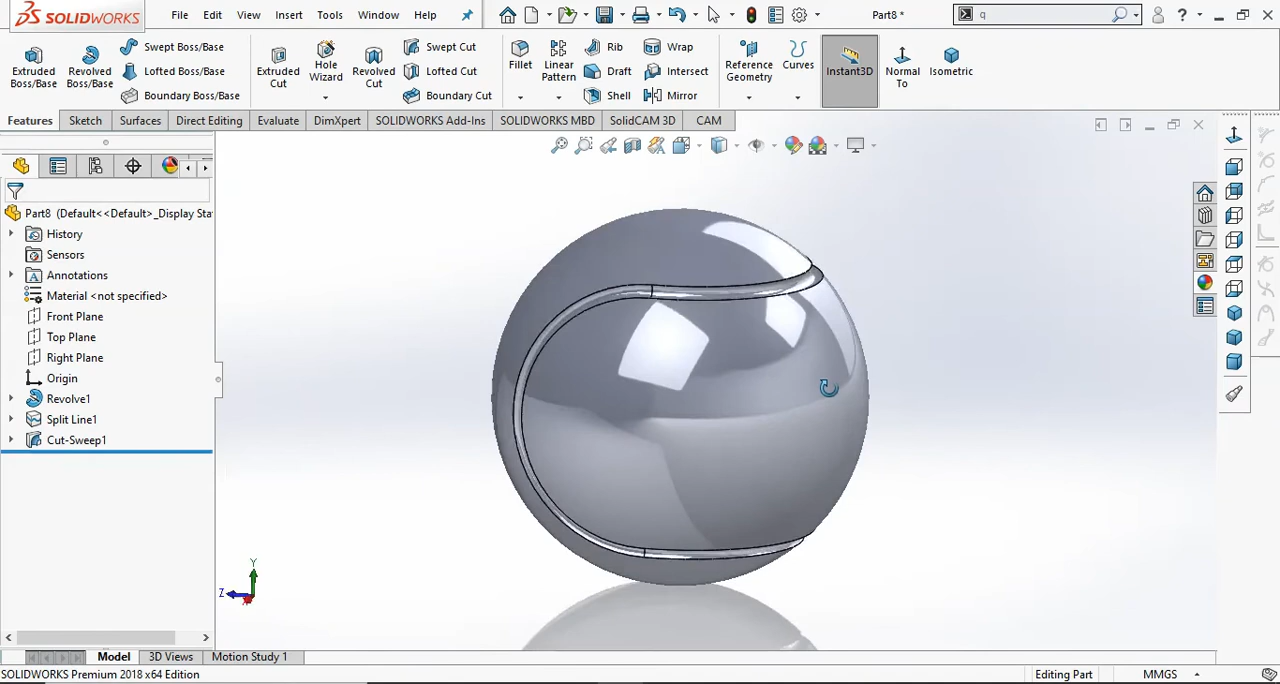 SOLIDWORKS File Edit View Insert Tools Window Help Part8 * q ?
Extruded Boss/Base
Revolved Boss/Base
Swept Boss/Base
Lofted Boss/Base
Boundary Boss/Base
Extruded Cut
Hole Wizard
Revolved Cut
Swept Cut
Lofted Cut
Boundary Cut
Fillet
Linear Pattern
Rib
Draft
Shell
Wrap
Intersect
Mirror
Reference Geometry
Curves
Instant3D
Normal To
Isometric
Features Sketch Surfaces Direct Editing Evaluate DimXpert SOLIDWORKS Add-Ins SOLIDWORKS MBD SolidCAM 3D CAM
Part8 (Default<<Default>_Display Sta
History
Sensors
Annotations
Material <not specified>
Front Plane
Top Plane
Right Plane
Origin
Revolve1
Split Line1
Cut-Sweep1
Y
Z
Model 3D Views Motion Study 1
SOLIDWORKS Premium 2018 x64 Edition Editing Part MMGS